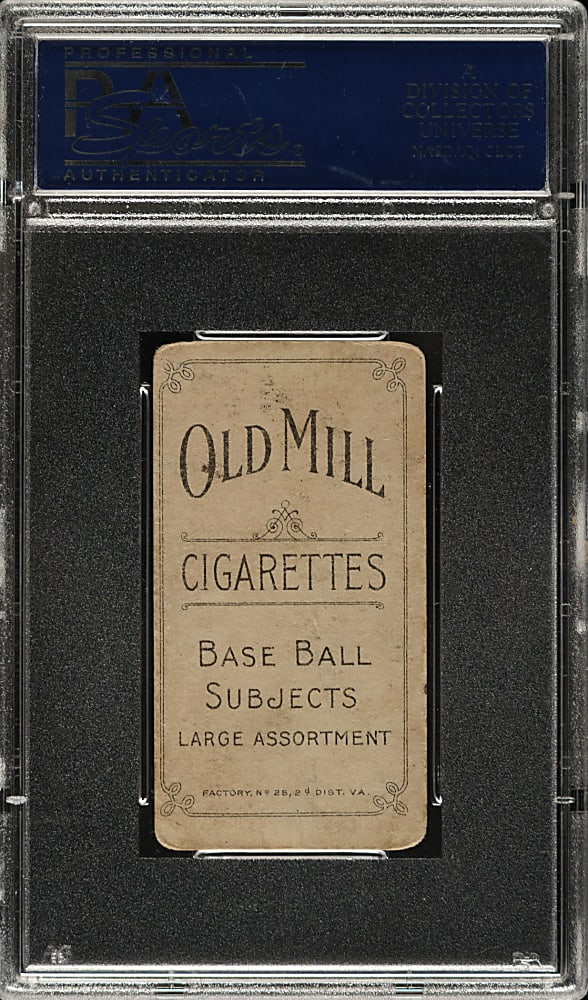 PROFESSIONAL
PSA
Sports
AUTHENTICATOR
A
DIVISION OF
COLLECTORS
UNIVERSE
NASDAQ: CLCT
OLD MILL
CIGARETTES
BASE BALL
SUBJECTS
LARGE ASSORTMENT
FACTORY, Nº 25, 2d DIST. VA.